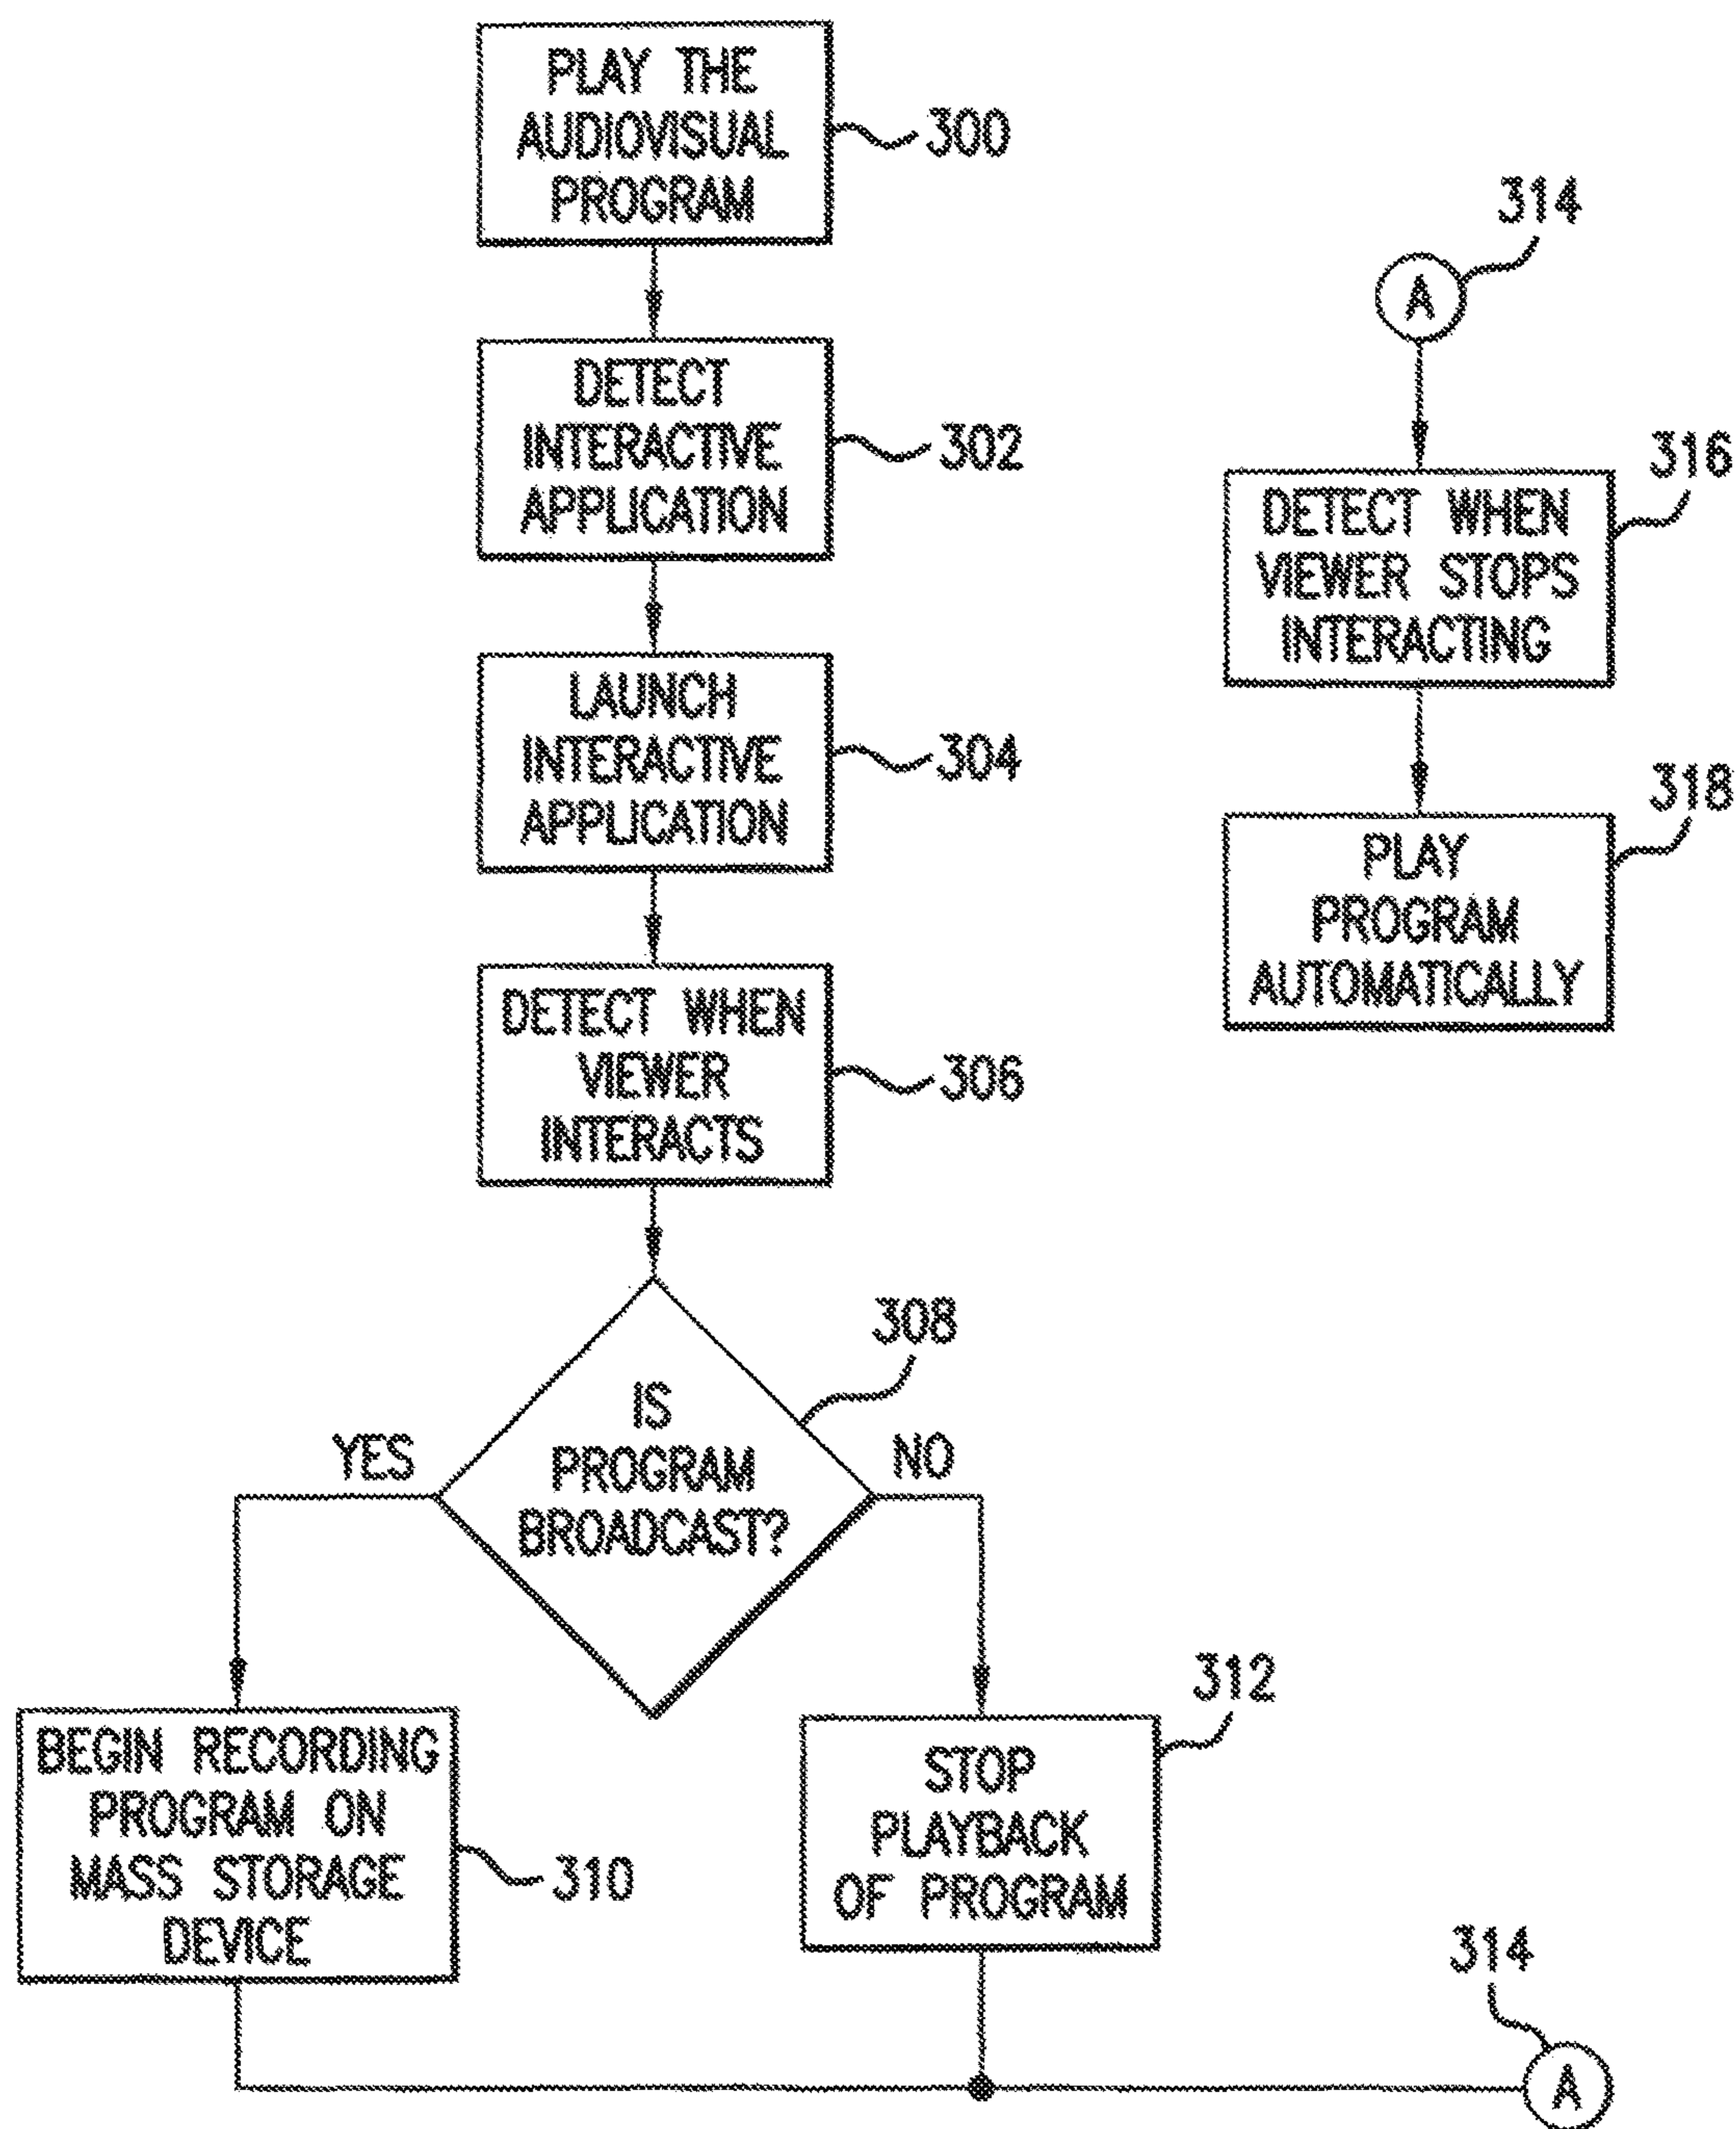 PLAY THE
AUDIOVISUAL
PROGRAM
300
DETECT
INTERACTIVE
APPLICATION
302
LAUNCH
INTERACTIVE
APPLICATION
304
DETECT WHEN
VIEWER
INTERACTS
306
IS
PROGRAM
BROADCAST?
308
YES
NO
BEGIN RECORDING
PROGRAM ON
MASS STORAGE
DEVICE
310
STOP
PLAYBACK
OF PROGRAM
312
314
A
314
A
DETECT WHEN
VIEWER STOPS
INTERACTING
316
PLAY
PROGRAM
AUTOMATICALLY
318